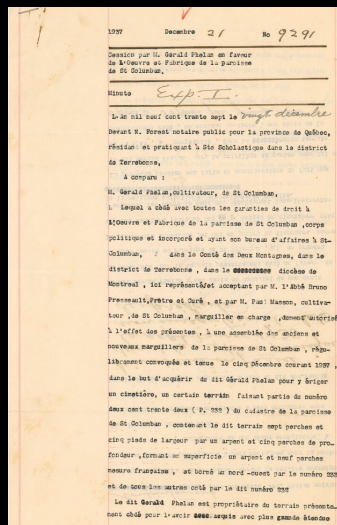 1937 Decembre 21 No 9291
Cession par M. Gerald Phelan en faveur
de L'Oeuvre et Fabrique de la paroisse
de St Columban,
Minute Exp I.
L'an mil neuf cent trente sept le vingt décembre
Devant N. Forest notaire public pour la province de Québec,
résidant et pratiquant à Ste Scholastique dans le district
de Terrebonne,
A comparu :
M. Gerald Phelan, cultivateur, de St Columban,
Lequel a cédé avec toutes les garanties de droit à
L'Oeuvre et Fabrique de la paroisse de St Columban ,corps
politique et incorporé et ayant son bureau d'affaires à St-
Columban, dans le Conté des Deux Montagnes, dans le
district de Terrebonne , dans le diocèse de
Montreal , ici représentéset acceptant par M. l'Abbé Bruno
Presseault,Prêtre et Curé , et par M. Paul Masson, cultiva-
teur ,de St Columban , marguiller en charge ,dument autorisé
à l'effet des présentes , à une assemblée des anciens et
nouveaux marguillers de la paroisse de St Columban , régu-
lièrement convoquée et tenue le cinq Décembre courant 1937 ,
dans le but d'acquérir du dit Gérald Phelan pour y ériger
un cimetière, un certain terrain faisant partie du numéro
deux cent trente deux ( P. 232 ) du cadastre de la paroisse
de St Columban , contenant le dit terrain sept perches et
cinq pieds de largeur par un arpent et cinq perches de pro-
fondeur ,formant en superficie un arpent et neuf perches
mesure française , et borné au nord -ouest par le numéro 233
et de tous les autres coté par le dit numéro 232
Le dit Gerald Phelan est propriétaire du terrain présente-
ment cédé pour l'avoir acquis avec plus grande étendue